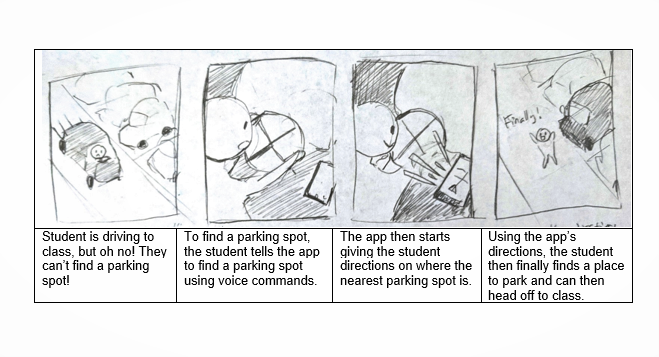 Finally!
Student is driving to
class, but oh no! They
can't find a parking
spot!
To find a parking spot,
the student tells the app
to find a parking spot
using voice commands.
The app then starts
giving the student
directions on where the
nearest parking spot is.
Using the app's
directions, the student
then finally finds a place
to park and can then
head off to class.